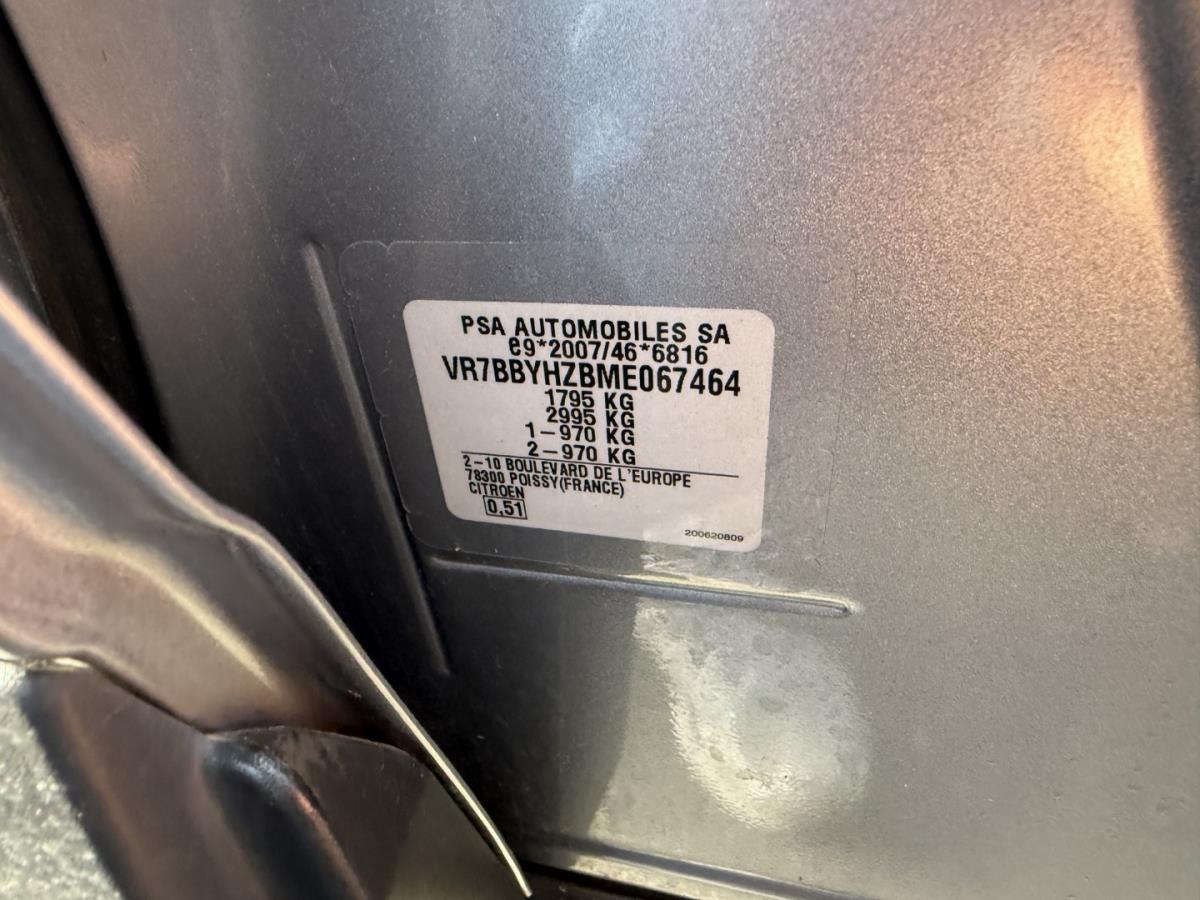 PSA AUTOMOBILES SA
e9*2007/46*6816
VR7BBYHZBME067464
1795 KG
2995 KG
1-970 KG
2-970 KG
2-10 BOULEVARD DE L'EUROPE
78300 POISSY(FRANCE)
CITROEN
0,51
200620809